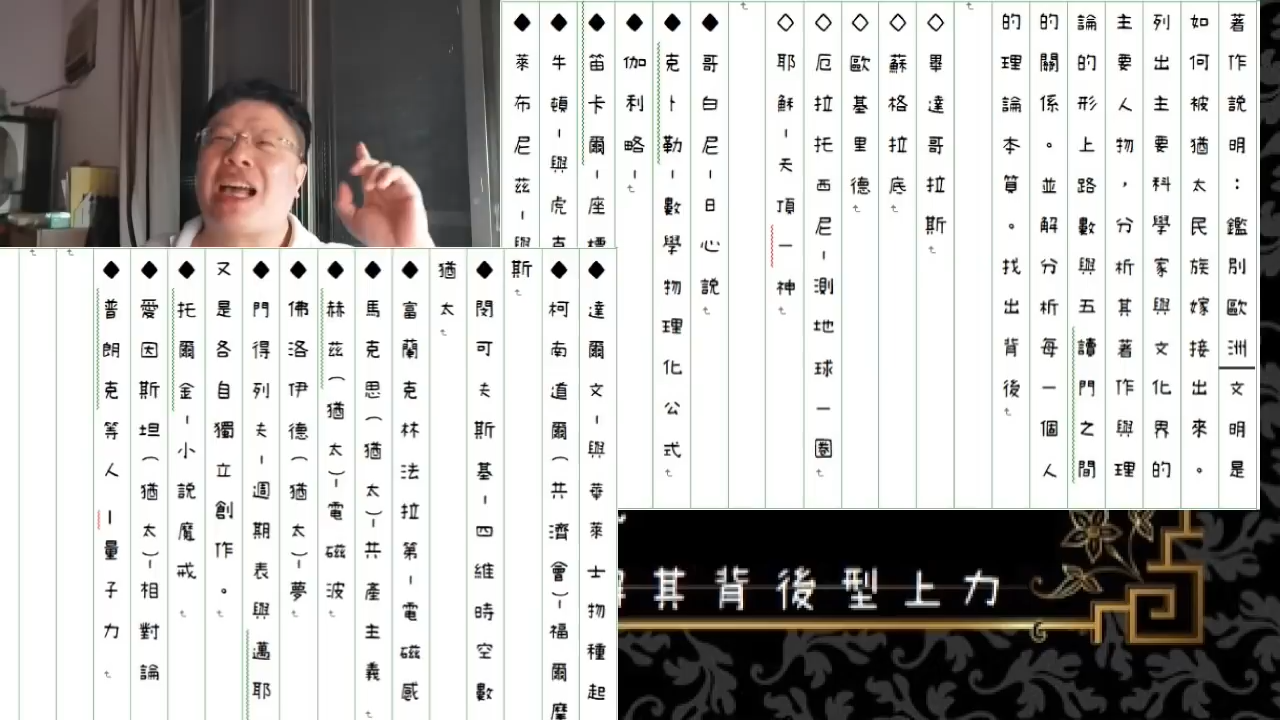 著作說明：鑑別歐洲文明是
如何被猶太民族嫁接出來。
列出主要科學家與文化界的
主要人物，分析其著作與理
論的形上路數與五讀門之間
的關係。並解分析每一個人
的理論本質。找出背後
◇畢達哥拉斯
◇蘇格拉底
◇歐基里德
◇厄拉托西尼-測地球一圈
◇耶穌-天頂一神
◆哥白尼-日心說
◆克卜勒-數學物理化公式
◆伽利略-
◆笛卡爾-座標
◆牛頓-與虎克
◆萊布尼茲-與
◆達爾文-與華萊士物種起
◆柯南道爾(共濟會)-福爾摩
斯
◆閔可夫斯基-四維時空數
猶太
◆富蘭克林法拉第-電磁感
◆馬克思(猶太)-共產主義
◆赫茲(猶太)-電磁波
◆佛洛伊德(猶太)夢
◆門得列夫-週期表與邁耶
又是各自獨立創作。
◆托爾金-小說魔戒
◆愛因斯坦(猶太)-相對論
◆普朗克等人-量子力
其背後型上力